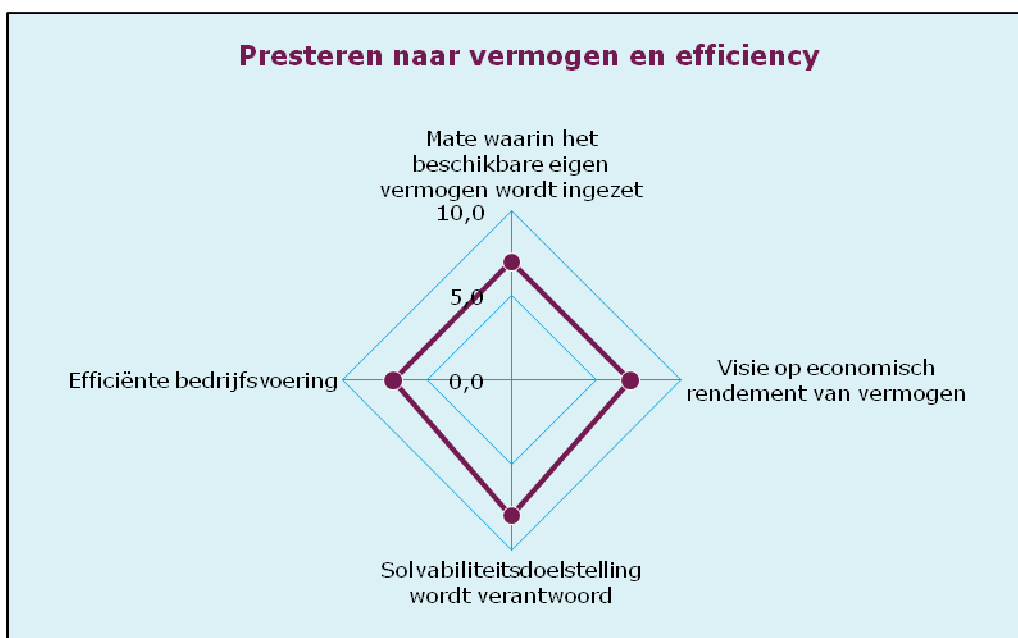 Presteren naar vermogen en efficiency
Mate waarin het
beschikbare eigen
vermogen wordt ingezet
10,0
5,0
Efficiënte bedrijfsvoering
0,0
Visie op economisch
rendement van vermogen
Solvabiliteitsdoelstelling
wordt verantwoord